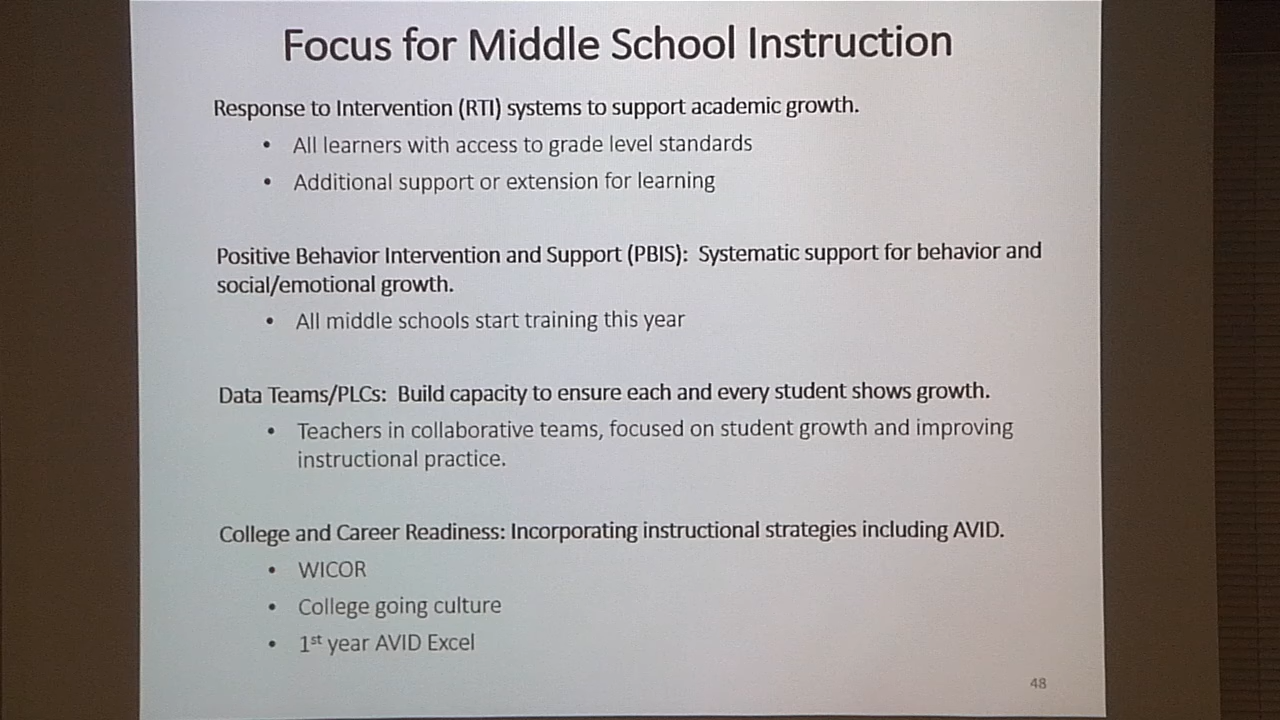 Focus for Middle School Instruction
Response to Intervention (RTI) systems to support academic growth.
• All learners with access to grade level standards
• Additional support or extension for learning
Positive Behavior Intervention and Support (PBIS): Systematic support for behavior and
social/emotional growth.
• All middle schools start training this year
Data Teams/PLCs: Build capacity to ensure each and every student shows growth.
• Teachers in collaborative teams, focused on student growth and improving
instructional practice.
College and Career Readiness: Incorporating instructional strategies including AVID.
• WICOR
• College going culture
• 1st year AVID Excel
48